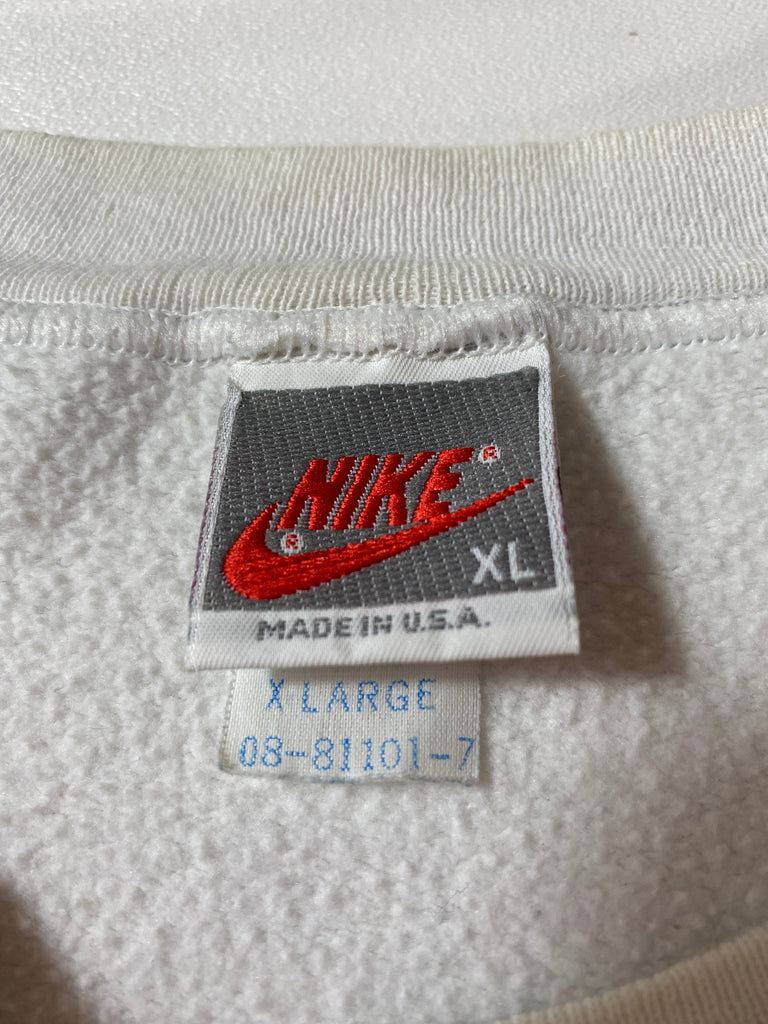 NIKE®
®
XL
MADE IN U.S.A.
X LARGE
08-81101-7